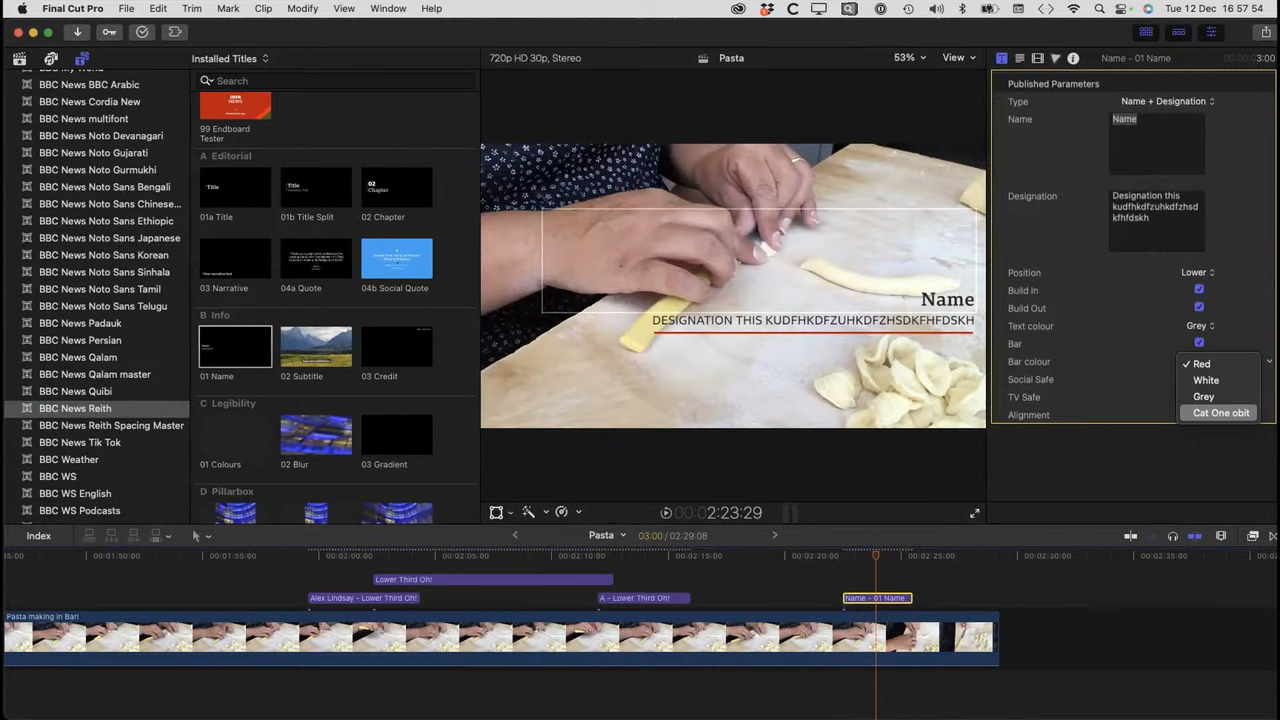 Final Cut Pro File Edit Trim Mark Clip Modify View Window Help Tue 12 Dec 16 57 54
Installed Titles
720p HD 30p, Stereo
Pasta
53%
View
Name - 01 Name
3:00
BBC News BBC Arabic
BBC News Cordia New
BBC News multifont
BBC News Noto Devanagari
BBC News Noto Gujarati
BBC News Noto Gurmukhi
BBC News Noto Sans Bengali
BBC News Noto Sans Chinese...
BBC News Noto Sans Ethiopic
BBC News Noto Sans Japanese
BBC News Noto Sans Korean
BBC News Noto Sans Sinhala
BBC News Noto Sans Tamil
BBC News Noto Sans Telugu
BBC News Padauk
BBC News Persian
BBC News Qalam
BBC News Qalam master
BBC News Quibi
BBC News Reith
BBC News Reith Spacing Master
BBC News Tik Tok
BBC Weather
BBC WS
BBC WS English
BBC WS Podcasts
Search
BBC
NEWS
99 Endboard
Tester
A Editorial
Title
Title
02
Chapter
01a Title
01b Title Split
02 Chapter
03 Narrative
04a Quote
04b Social Quote
B Info
01 Name
02 Subtitle
03 Credit
C Legibility
01 Colours
02 Blur
03 Gradient
D Pillarbox
Name
DESIGNATION THIS KUDFHKDFZUHKDFZHSDKFHFDSKH
2:23:29
Published Parameters
Type Name + Designation
Name Name
Designation
Designation this
kudfhkdfzuhkdfzhsd
kfhfdskh
Position Lower
Build In
Build Out
Text colour Grey
Bar
Bar colour
Social Safe
TV Safe
Alignment
Red
White
Grey
Cat One obit
Index
Pasta
03:00 / 02:29:08
00:01:50:00
00:01:55:00
00:02:00:00
00:02:05:00
00:02:10:00
00:02:15:00
00:02:20:00
00:02:25:00
00:02:30:00
00:02:35:00
Lower Third Oh!
Alex Lindsay - Lower Third Oh!
A - Lower Third Oh!
Name - 01 Name
Pasta making in Bari